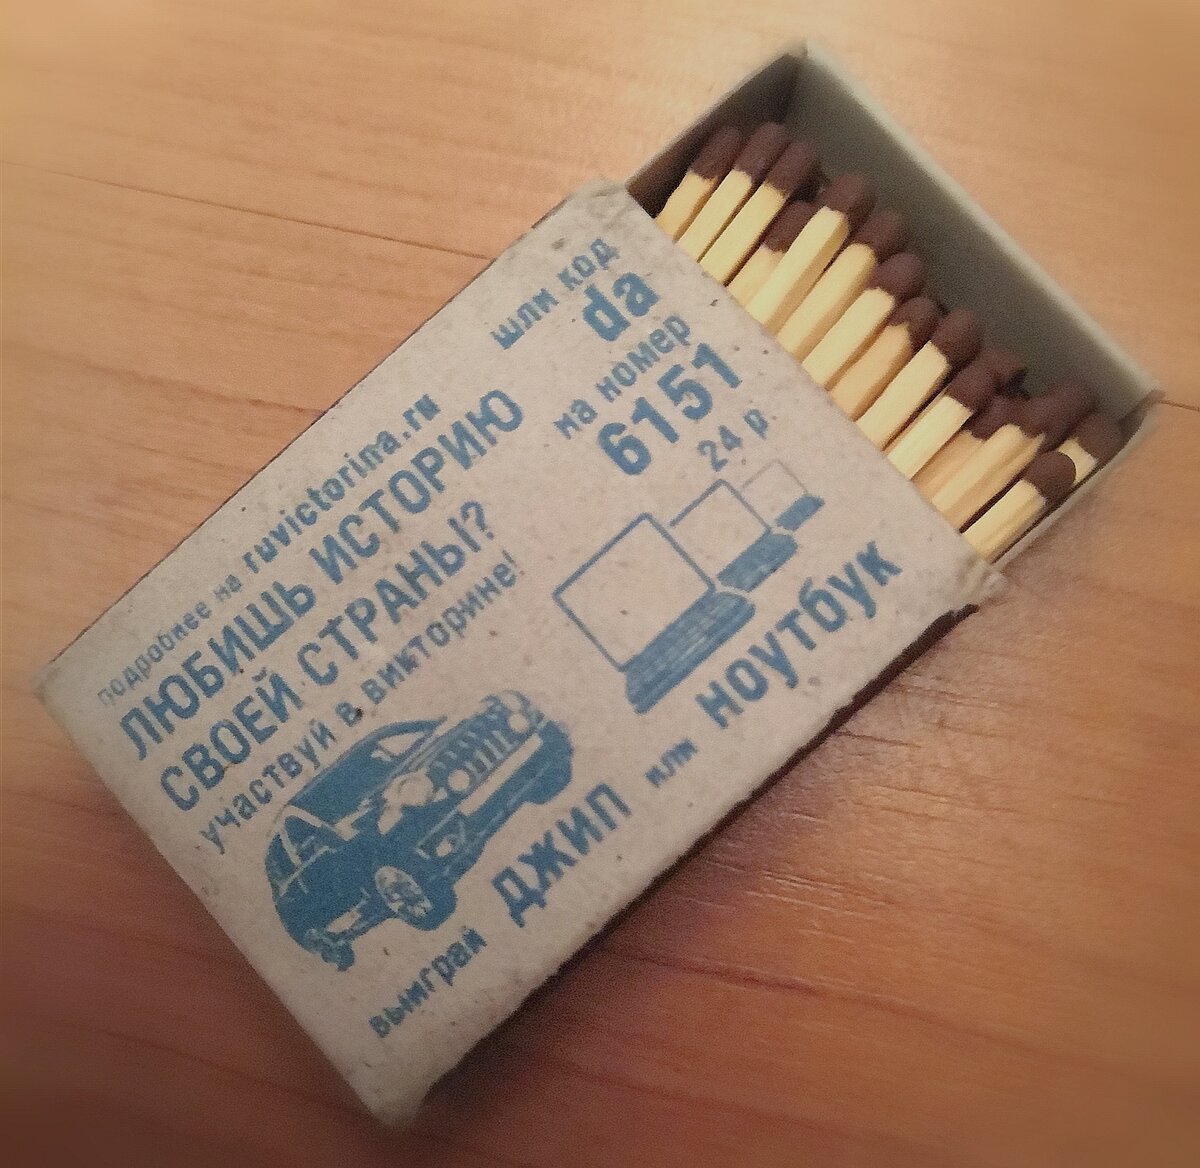 подробнее на ruvictorina.ru
ЛЮБИШЬ ИСТОРИЮ
СВОЕЙ СТРАНЫ?
участвуй в викторине!
шли код
da
на номер
6151
24 р
выиграй ДЖИП или НОУТБУК